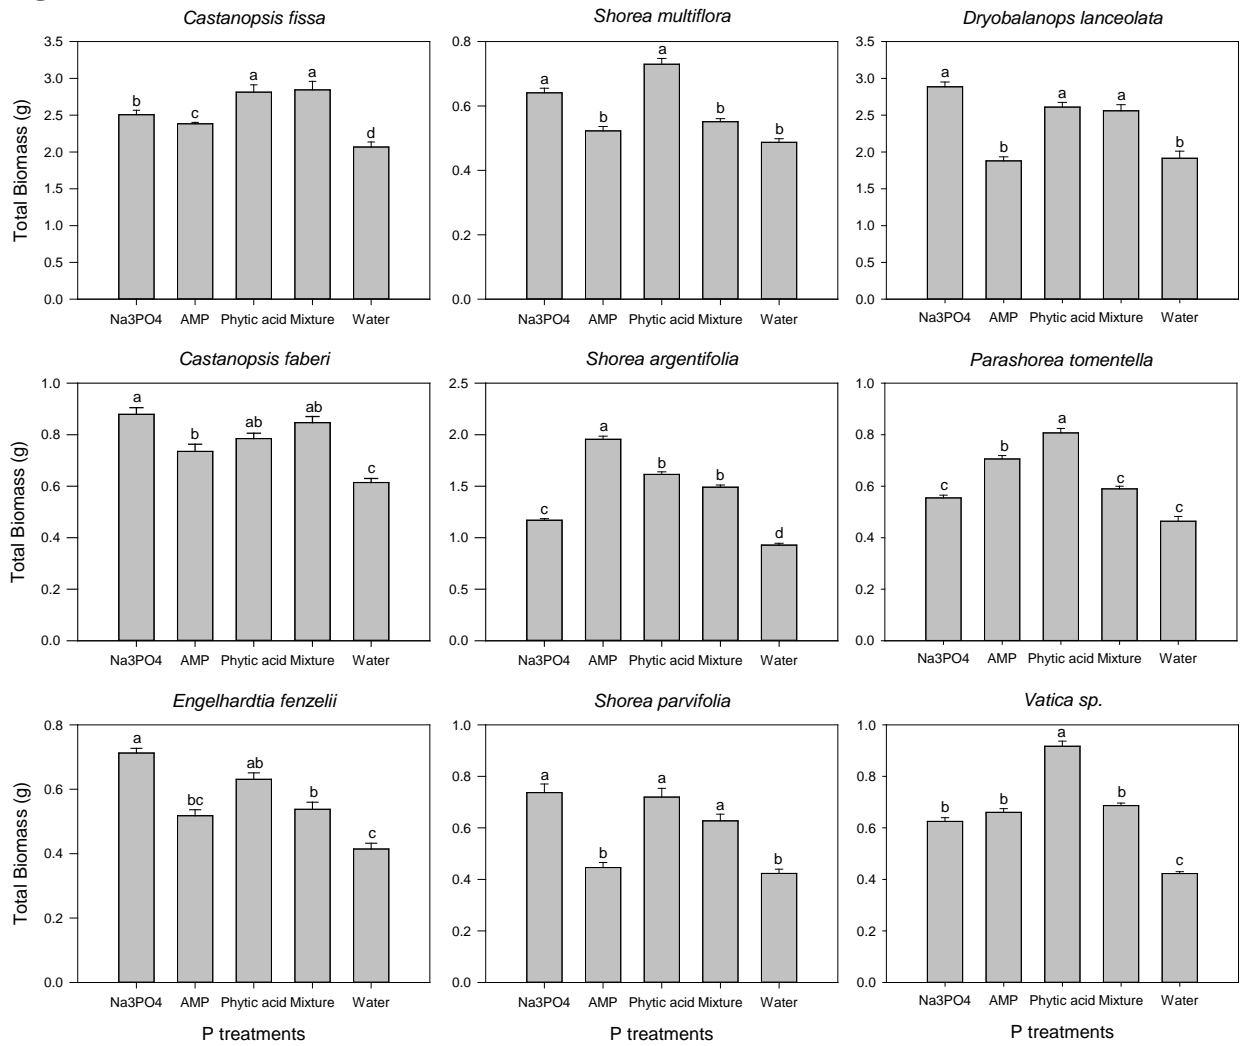 Castanopsis fissa
Shorea multiflora
Dryobalanops lanceolata
Total Biomass (g)
3.5
3.0
2.5
2.0
1.5
1.0
0.5
0.0
b
c
a
a
d
Na3PO4 AMP Phytic acid Mixture Water
0.8
0.6
0.4
0.2
0.0
a
b
a
b
b
Na3PO4 AMP Phytic acid Mixture Water
3.5
3.0
2.5
2.0
1.5
1.0
0.5
0.0
a
b
a
a
b
Na3PO4 AMP Phytic acid Mixture Water
Castanopsis faberi
Shorea argentifolia
Parashorea tomentella
Total Biomass (g)
1.0
0.8
0.6
0.4
0.2
0.0
a
b
ab
ab
c
Na3PO4 AMP Phytic acid Mixture Water
2.5
2.0
1.5
1.0
0.5
0.0
c
a
b
b
d
Na3PO4 AMP Phytic acid Mixture Water
1.0
0.8
0.6
0.4
0.2
0.0
c
b
a
c
c
Na3PO4 AMP Phytic acid Mixture Water
Engelhardtia fenzelii
Shorea parvifolia
Vatica sp.
Total Biomass (g)
0.8
0.6
0.4
0.2
0.0
a
bc
ab
b
c
Na3PO4 AMP Phytic acid Mixture Water
P treatments
1.0
0.8
0.6
0.4
0.2
0.0
a
b
a
a
b
Na3PO4 AMP Phytic acid Mixture Water
P treatments
1.0
0.8
0.6
0.4
0.2
0.0
b
b
a
b
c
Na3PO4 AMP Phytic acid Mixture Water
P treatments